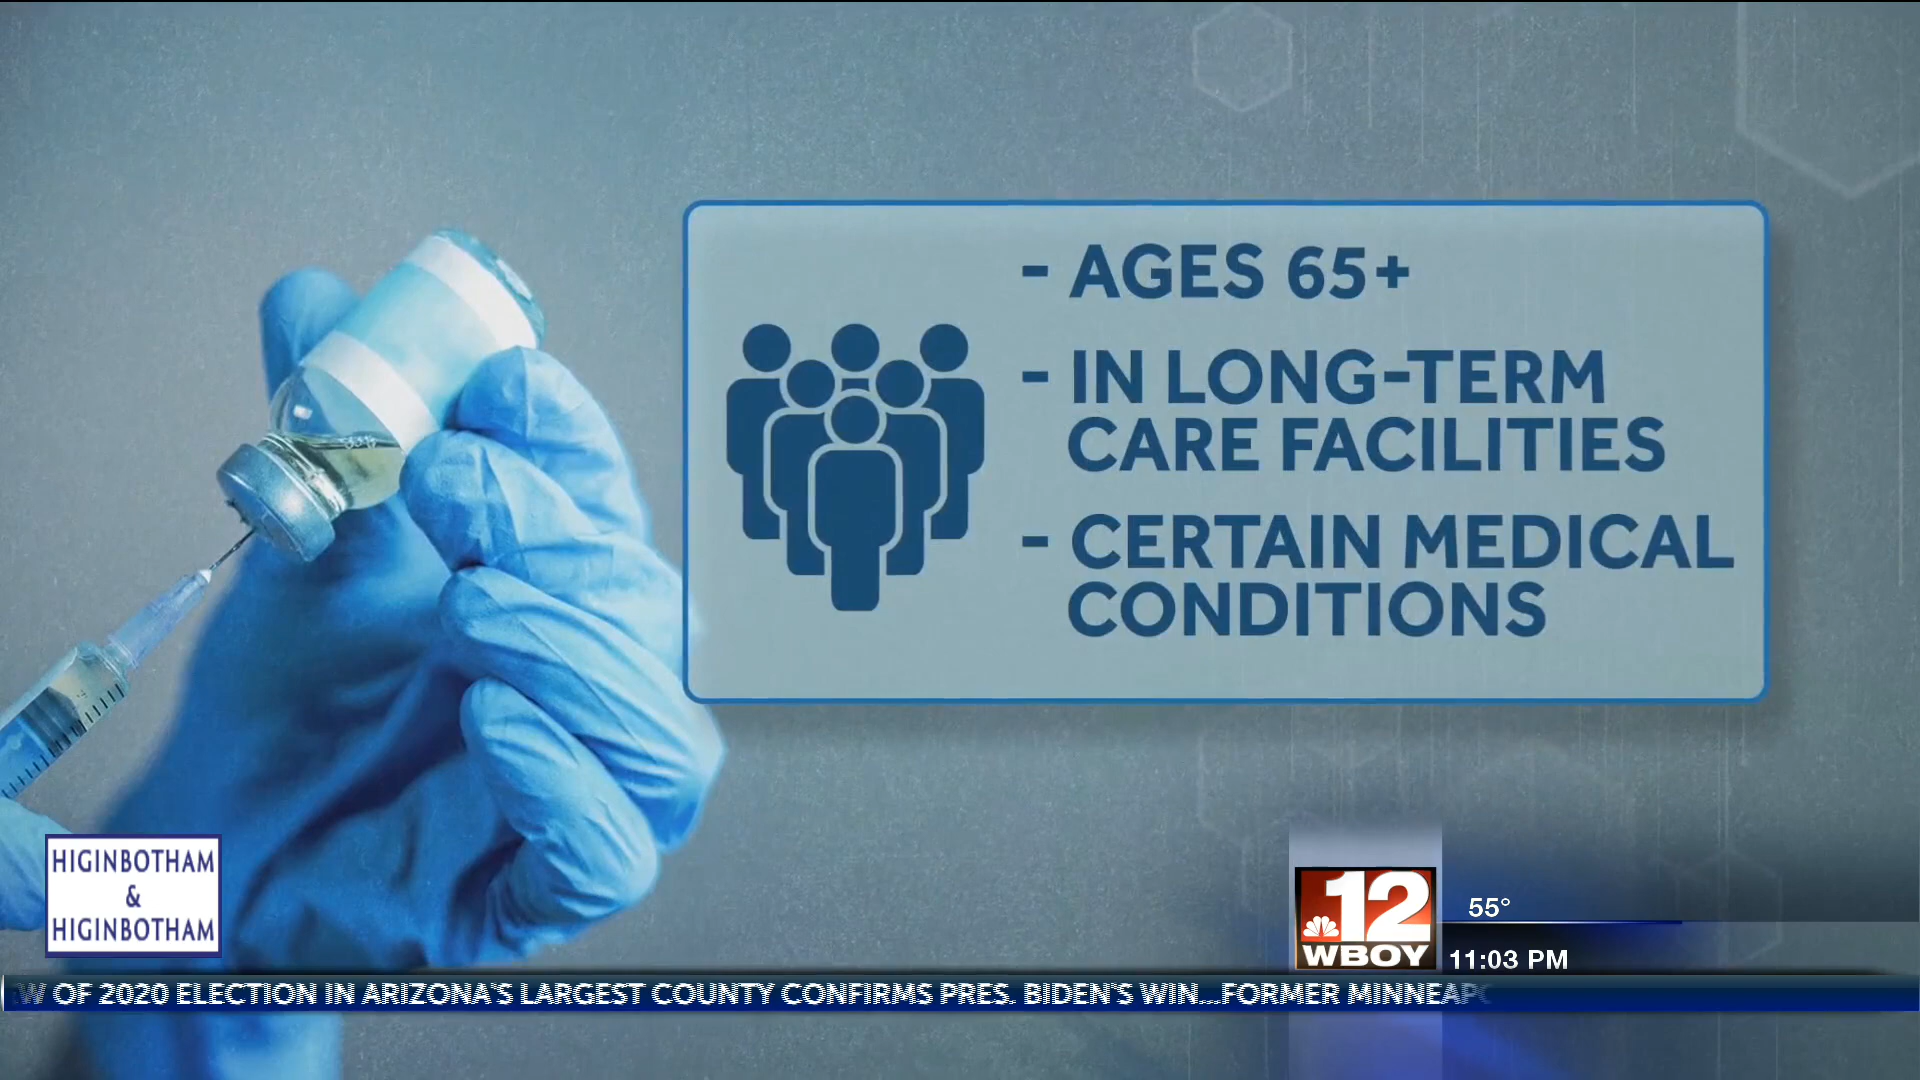 - AGES 65+
- IN LONG-TERM
CARE FACILITIES
- CERTAIN MEDICAL
CONDITIONS
HIGINBOTHAM
&
HIGINBOTHAM
12
WBOY
55°
11:03 PM
OF 2020 ELECTION IN ARIZONA'S LARGEST COUNTY CONFIRMS PRES. BIDEN'S WIN...FORMER